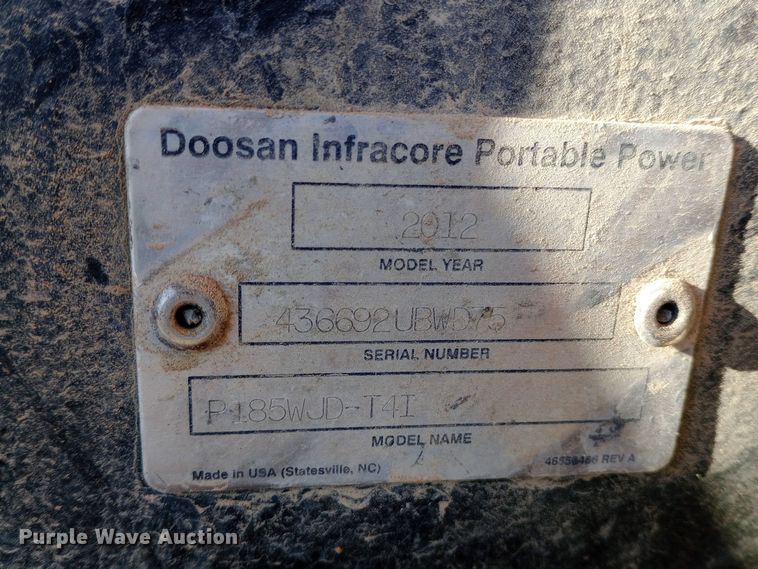 Doosan Infracore Portable Power
2012
MODEL YEAR
436692UBWD75
SERIAL NUMBER
P185WJD-T4I
MODEL NAME
Made in USA (Statesville, NC)
REV A
Purple Wave Auction